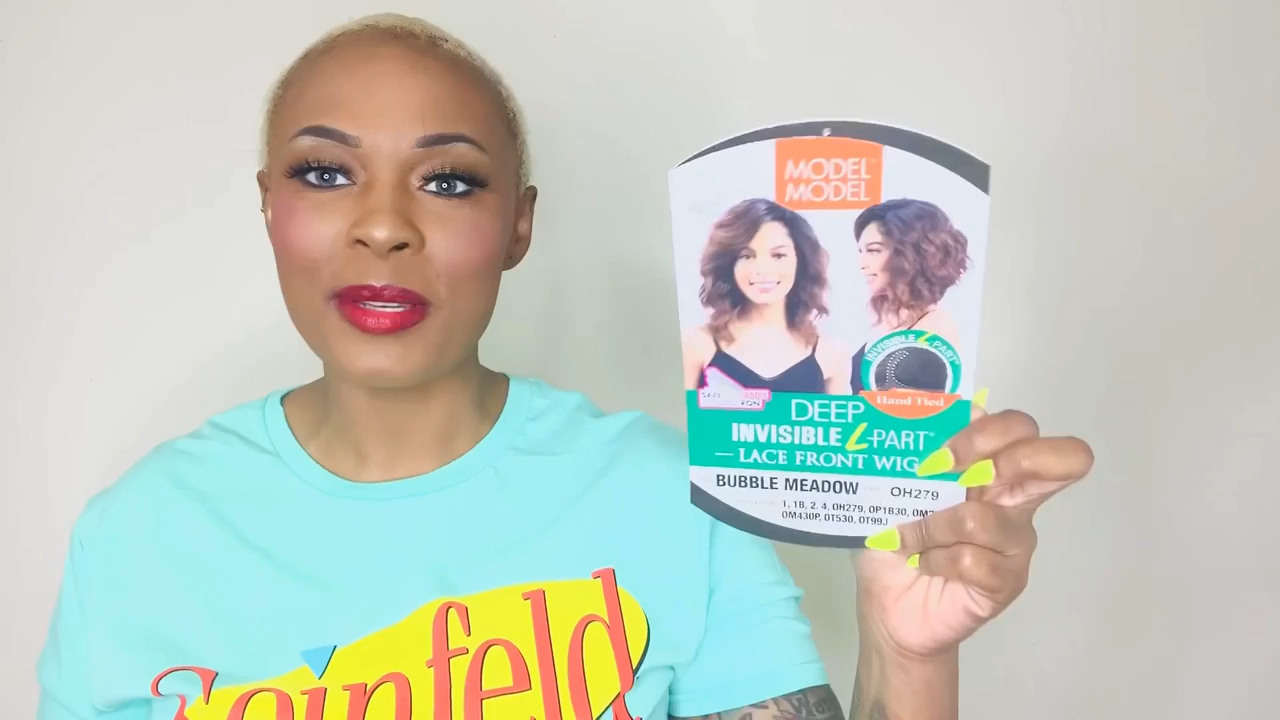 MODEL
MODEL
INVISIBLE L-PART
Hand Tied
DEEP
INVISIBLE L-PART
LACE FRONT WIG
BUBBLE MEADOW OH279
1, 1B, 2, 4, OH279, OP1B30,
OM430P, OT530, OT99J
Seinfeld